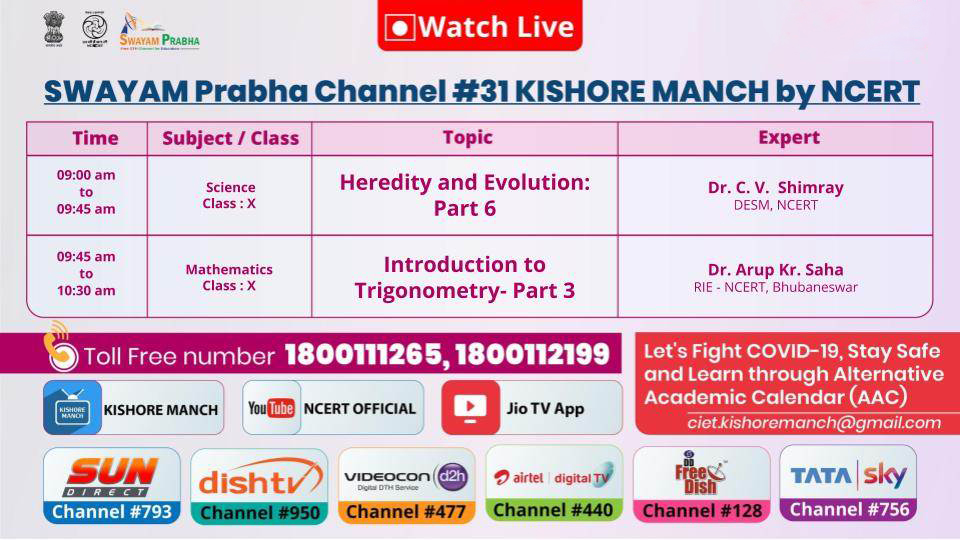 SWAYAM PRABHA
Watch Live
SWAYAM Prabha Channel #31 KISHORE MANCH by NCERT
Time
Subject / Class
Topic
Expert
09:00 am
to
09:45 am
Science
Class : X
Heredity and Evolution:
Part 6
Dr. C. V. Shimray
DESM, NCERT
09:45 am
to
10:30 am
Mathematics
Class : X
Introduction to
Trigonometry- Part 3
Dr. Arup Kr. Saha
RIE - NCERT, Bhubaneswar
Toll Free number 1800111265, 1800112199
Let's Fight COVID-19, Stay Safe
and Learn through Alternative
Academic Calendar (AAC)
ciet.kishoremanch@gmail.com
KISHORE
MANCH
KISHORE MANCH
YouTube
NCERT OFFICIAL
Jio TV App
SUN
DIRECT
Channel #793
dishtv
Channel #950
VIDEOCON d2h
Digital DTH Service
Channel #477
airtel digital TV
Channel #440
DD
Free
Dish
Channel #128
TATA sky
Channel #756